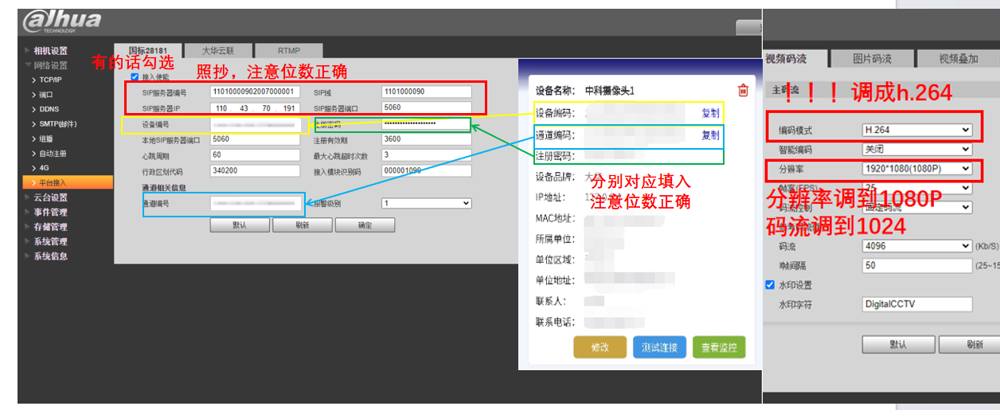 alhua
TECHNOLOGY
相机设置
网络设置
TCP/IP
端口
DDNS
SMTP(邮件)
组播
自动注册
4G
平台接入
云台设置
事件管理
存储管理
系统管理
系统信息
国标28181
大华云联
RTMP
有的话勾选
接入使能
照抄，注意位数正确
SIP服务器编号 11010000902007000001 SIP域 1101000090
SIP服务器IP 110 . 43 . 70 . 191 SIP服务器端口 5060
设备编号 注册密码 ••••••••••••••••••••
本地SIP服务器端口 5060 注册有效期 3600
心跳周期 60 最大心跳超时次数 3
行政区划代码 340200 接入模块识别码 000001090
通道相关信息
通道编号 报警级别 1
默认 刷新 确定
设备名称： 中科摄像头1
设备编码： 复制
通道编码： 复制
注册密码：
设备品牌： 大
分别对应填入
IP地址：
注意位数正确
MAC地址：
所属单位：
单位区域：
单位地址：
联系人：
联系电话：
修改 测试连接 查看监控
视频码流 图片码流 视频叠加
主码流
！！！ 调成h.264
编码模式 H.264
智能编码 关闭
分辨率 1920*1080(1080P)
帧率(FPS) 25
分辨率调到1080P
码流控制 固定码流
码流调到1024
码流 4096 (Kb/S)
I帧间隔 50 (25~15
水印设置
水印字符 DigitalCCTV
默认 刷新